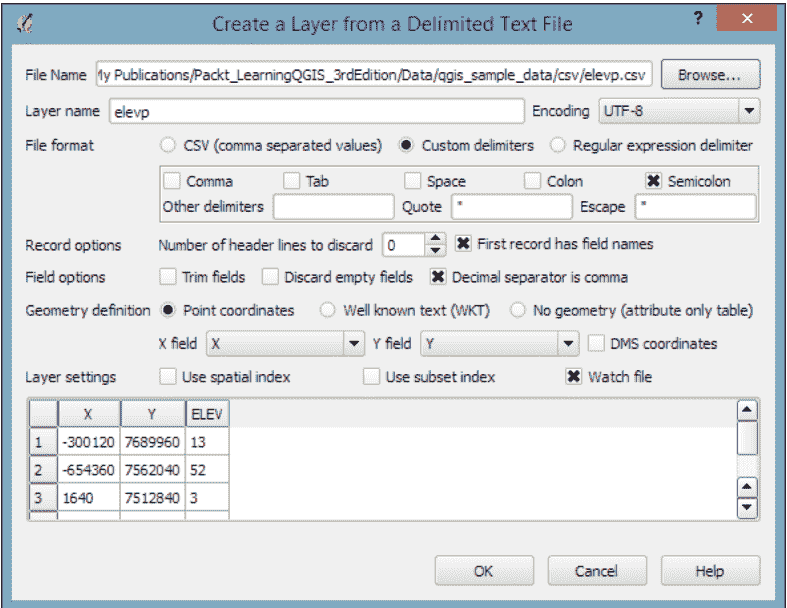 Create a Layer from a Delimited Text File ?
File Name My Publications/Packt_LearningQGIS_3rdEdition/Data/qgis_sample_data/csv/elevp.csv Browse...
Layer name elevp Encoding UTF-8
File format CSV (comma separated values) Custom delimiters Regular expression delimiter
Comma Tab Space Colon Semicolon
Other delimiters Quote " Escape "
Record options Number of header lines to discard 0 First record has field names
Field options Trim fields Discard empty fields Decimal separator is comma
Geometry definition Point coordinates Well known text (WKT) No geometry (attribute only table)
X field X Y field Y DMS coordinates
Layer settings Use spatial index Use subset index Watch file
X Y ELEV
1 -300120 7689960 13
2 -654360 7562040 52
3 1640 7512840 3
OK Cancel Help